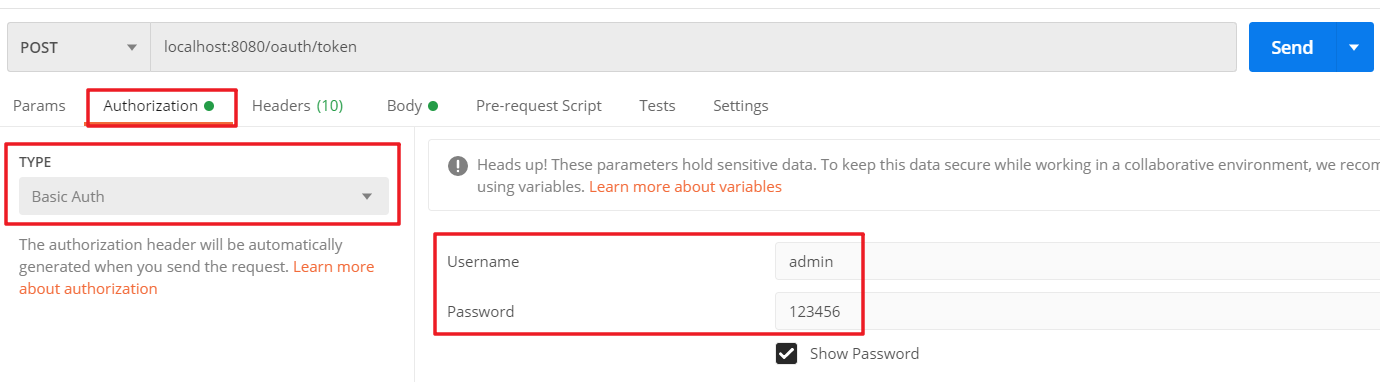 POST localhost:8080/oauth/token Send
Params Authorization Headers (10) Body Pre-request Script Tests Settings
TYPE
Basic Auth
The authorization header will be automatically
generated when you send the request. Learn more
about authorization
Heads up! These parameters hold sensitive data. To keep this data secure while working in a collaborative environment, we recom
using variables. Learn more about variables
Username admin
Password 123456
Show Password